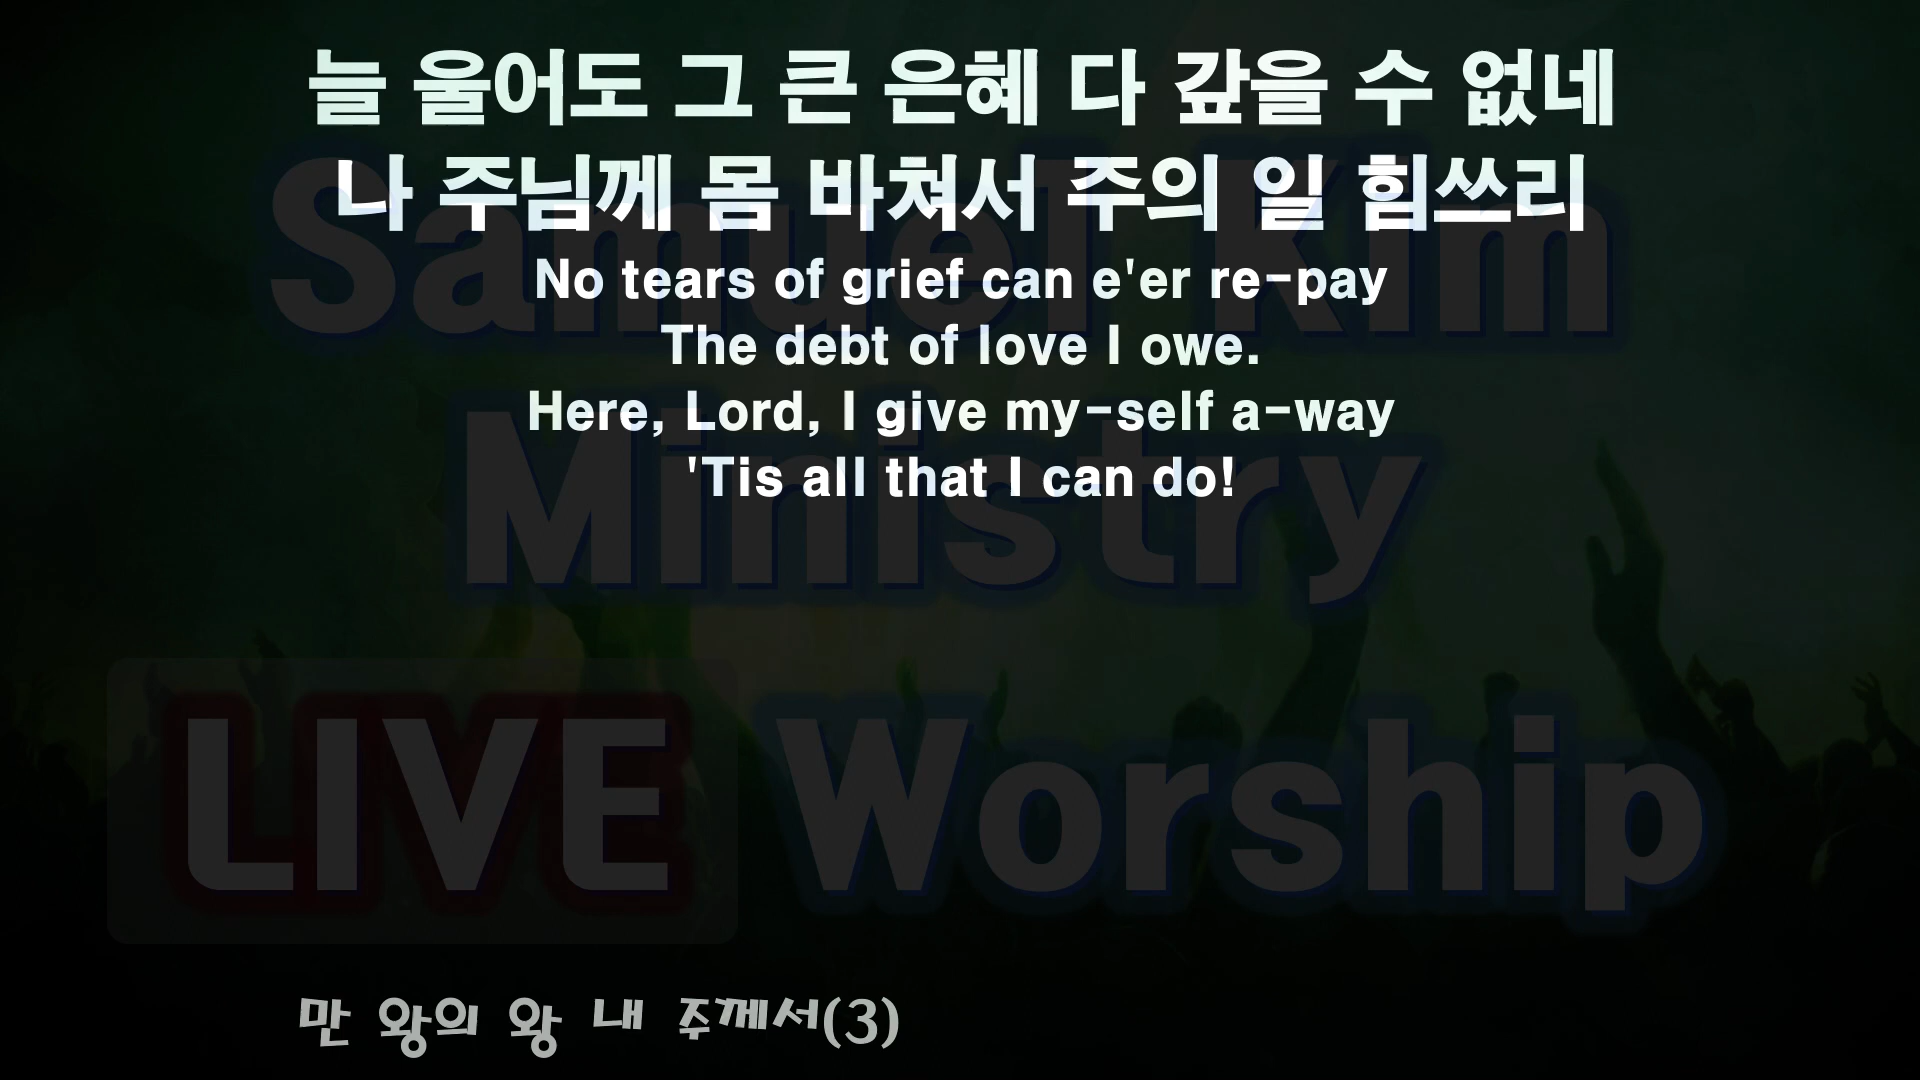 늘 울어도 그 큰 은혜 다 갚을 수 없네
나 주님께 몸 바쳐서 주의 일 힘쓰리
No tears of grief can e'er re-pay
The debt of love I owe.
Here, Lord, I give my-self a-way
'Tis all that I can do!
Samuel Kim
Ministry
LIVE Worship
만 왕의 왕 내 주께서(3)